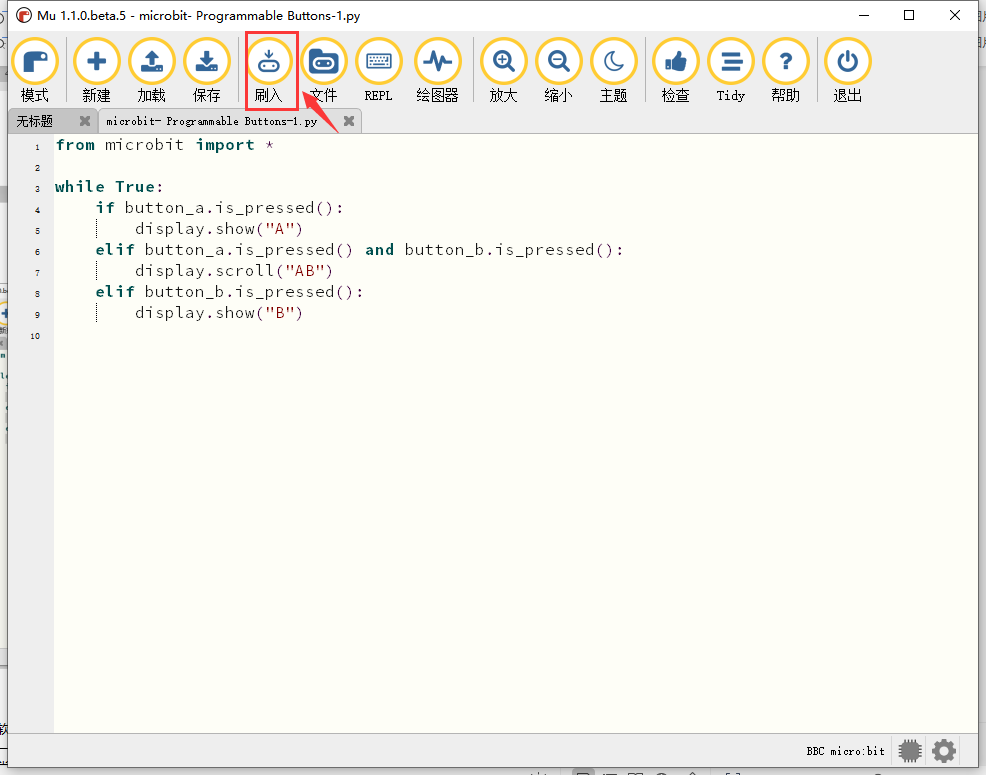 Mu 1.1.0.beta.5 - microbit- Programmable Buttons-1.py
模式 新建 加载 保存 刷入 文件 REPL 绘图器 放大 缩小 主题 检查 Tidy 帮助 退出
无标题 microbit- Programmable Buttons-1.py
1 from microbit import *
2
3 while True:
4 if button_a.is_pressed():
5 display.show("A")
6 elif button_a.is_pressed() and button_b.is_pressed():
7 display.scroll("AB")
8 elif button_b.is_pressed():
9 display.show("B")
10
BBC micro:bit